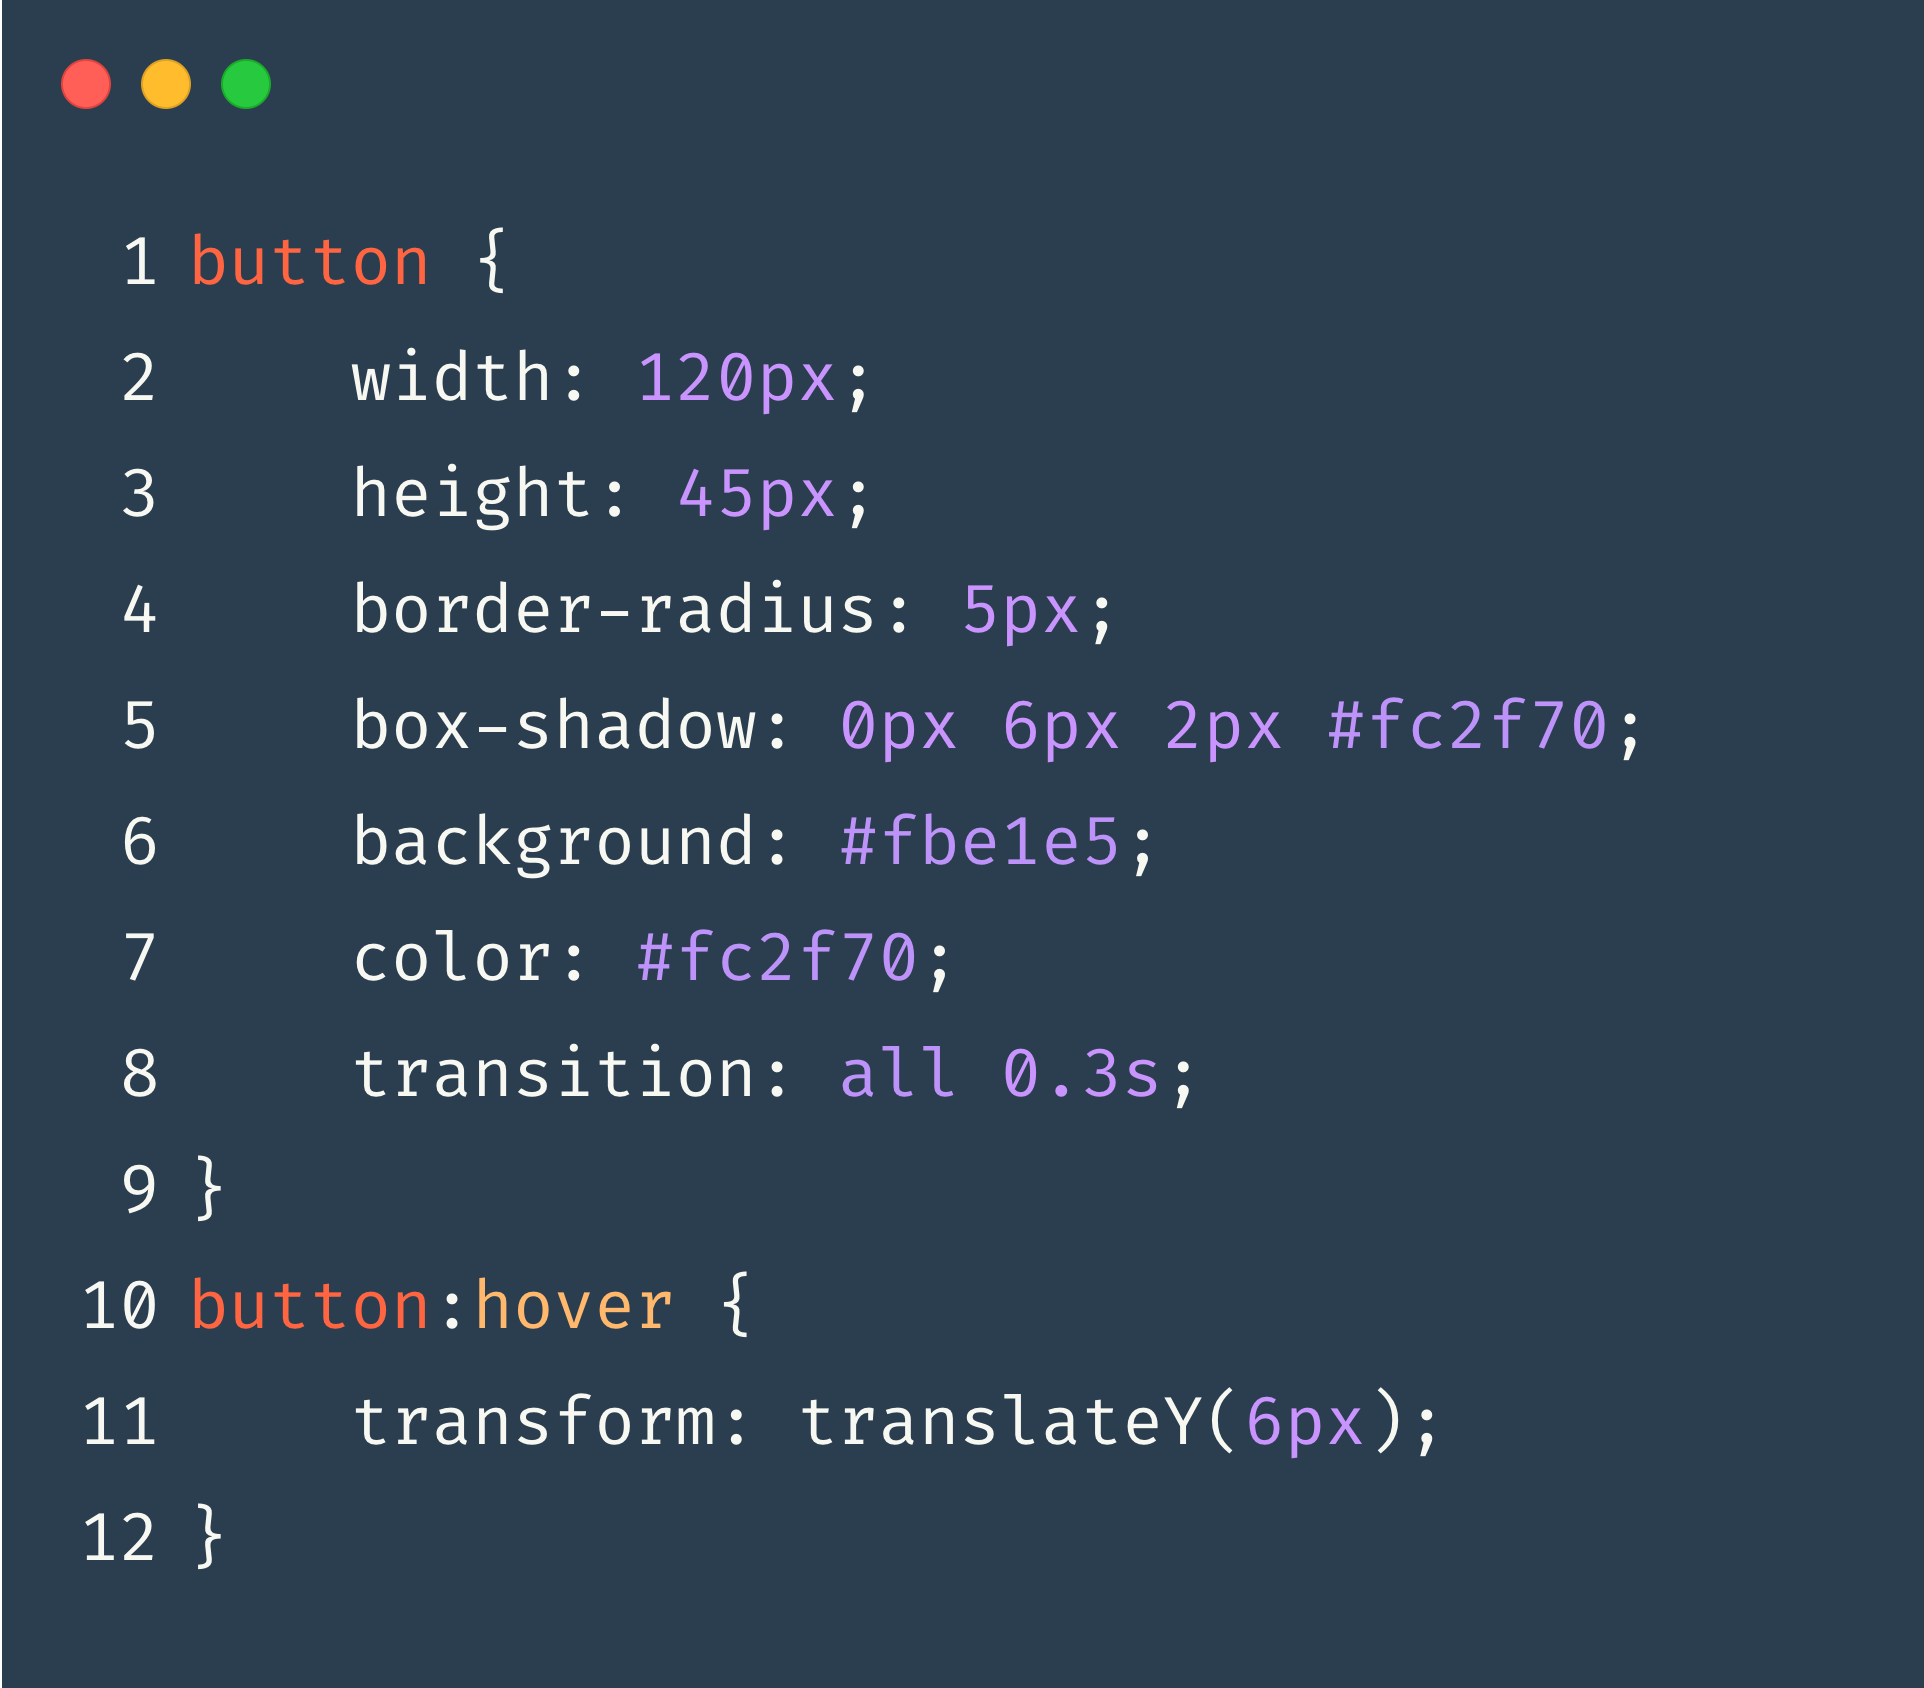 1 button {
2     width: 120px;
3     height: 45px;
4     border-radius: 5px;
5     box-shadow: 0px 6px 2px #fc2f70;
6     background: #fbe1e5;
7     color: #fc2f70;
8     transition: all 0.3s;
9 }
10 button:hover {
11     transform: translateY(6px);
12 }